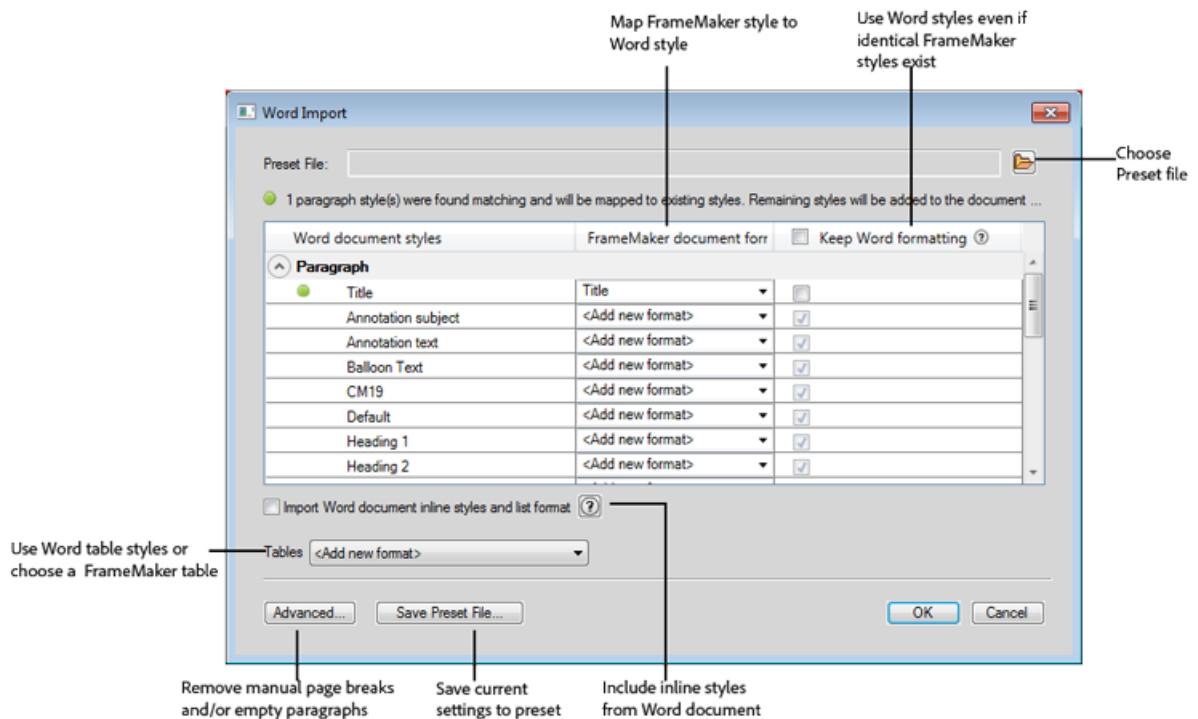 Map FrameMaker style to
Word style
Use Word styles even if
identical FrameMaker
styles exist
Word Import
Choose
Preset file
Preset File:
1 paragraph style(s) were found matching and will be mapped to existing styles. Remaining styles will be added to the document ...
Word document styles FrameMaker document forr Keep Word formatting ?
Paragraph
Title Title
Annotation subject <Add new format>
Annotation text <Add new format>
Balloon Text <Add new format>
CM19 <Add new format>
Default <Add new format>
Heading 1 <Add new format>
Heading 2 <Add new format>
Import Word document inline styles and list format ?
Use Word table styles or
choose a FrameMaker table
Tables <Add new format>
Advanced... Save Preset File... OK Cancel
Remove manual page breaks
and/or empty paragraphs
Save current
settings to preset
Include inline styles
from Word document